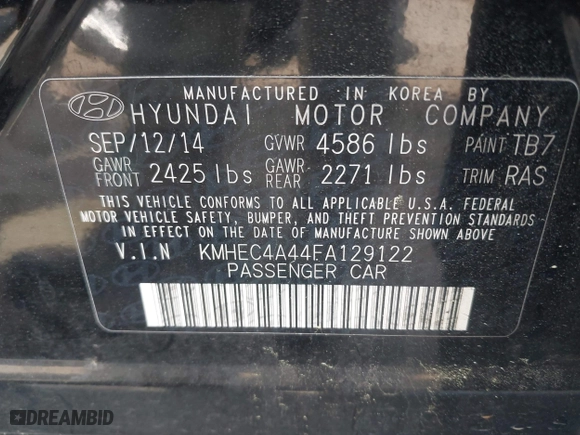 MANUFACTURED IN KOREA BY
HYUNDAI MOTOR COMPANY
SEP/12/14 GVWR 4586 lbs PAINT TB7
GAWR FRONT 2425 lbs GAWR REAR 2271 lbs TRIM RAS
THIS VEHICLE CONFORMS TO ALL APPLICABLE U.S.A. FEDERAL
MOTOR VEHICLE SAFETY, BUMPER, AND THEFT PREVENTION STANDARDS
IN EFFECT ON THE DATE OF MANUFACTURE SHOWN ABOVE.
V.I.N KMHEC4A44FA129122
PASSENGER CAR
DREAMBID